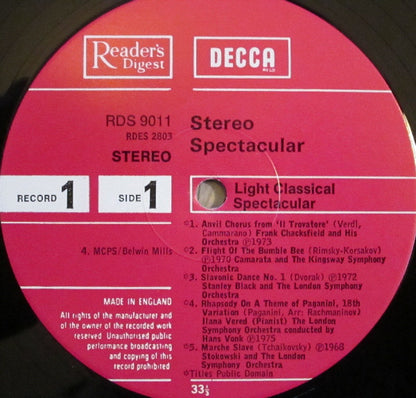 Reader's
Digest
DECCA
RDS 9011
RDES 2803
STEREO
Stereo
Spectacular
RECORD 1
SIDE 1
Light Classical
Spectacular
4. MCPS/Belwin Mills
*1. Anvil Chorus from 'Il Trovatore' (Verdi,
Cammarano) Frank Chacksfield and His
Orchestra ℗1973
*2. Flight Of The Bumble Bee (Rimsky-Korsakov)
℗1970 Camarata and The Kingsway Symphony
Orchestra
*3. Slavonic Dance No. 1 (Dvorak) ℗1972
Stanley Black and The London Symphony
Orchestra
*4. Rhapsody On A Theme of Paganini, 18th
Variation (Paganini, Arr: Rachmaninov)
Ilana Vered (Pianist) The London
Symphony Orchestra conducted by
Hans Vonk ℗1975
*5. Marche Slave (Tchaikovsky) ℗1968
Stokowski and The London
Symphony Orchestra
*Titles Public Domain
MADE IN ENGLAND
All rights of the manufacturer and
of the owner of the recorded work
reserved Unauthorised public
performance broadcasting
and copying of this
record prohibited
33⅓